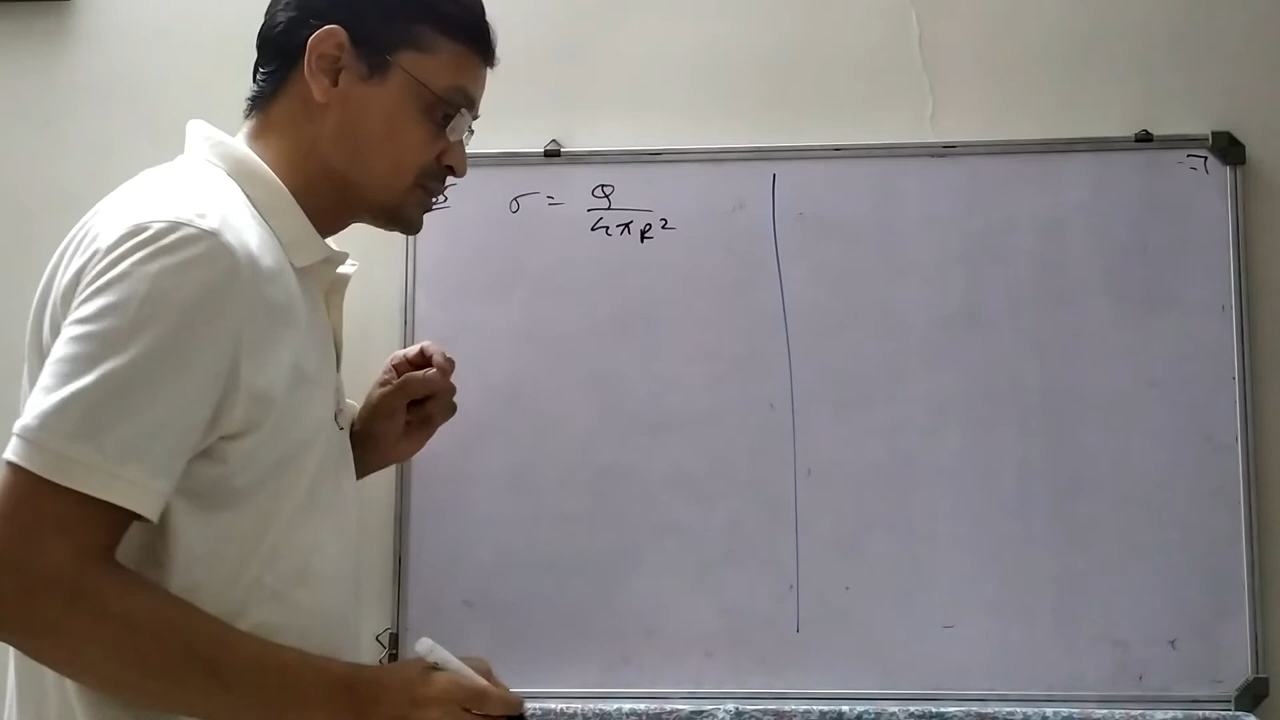 σ = Q / 4πR²